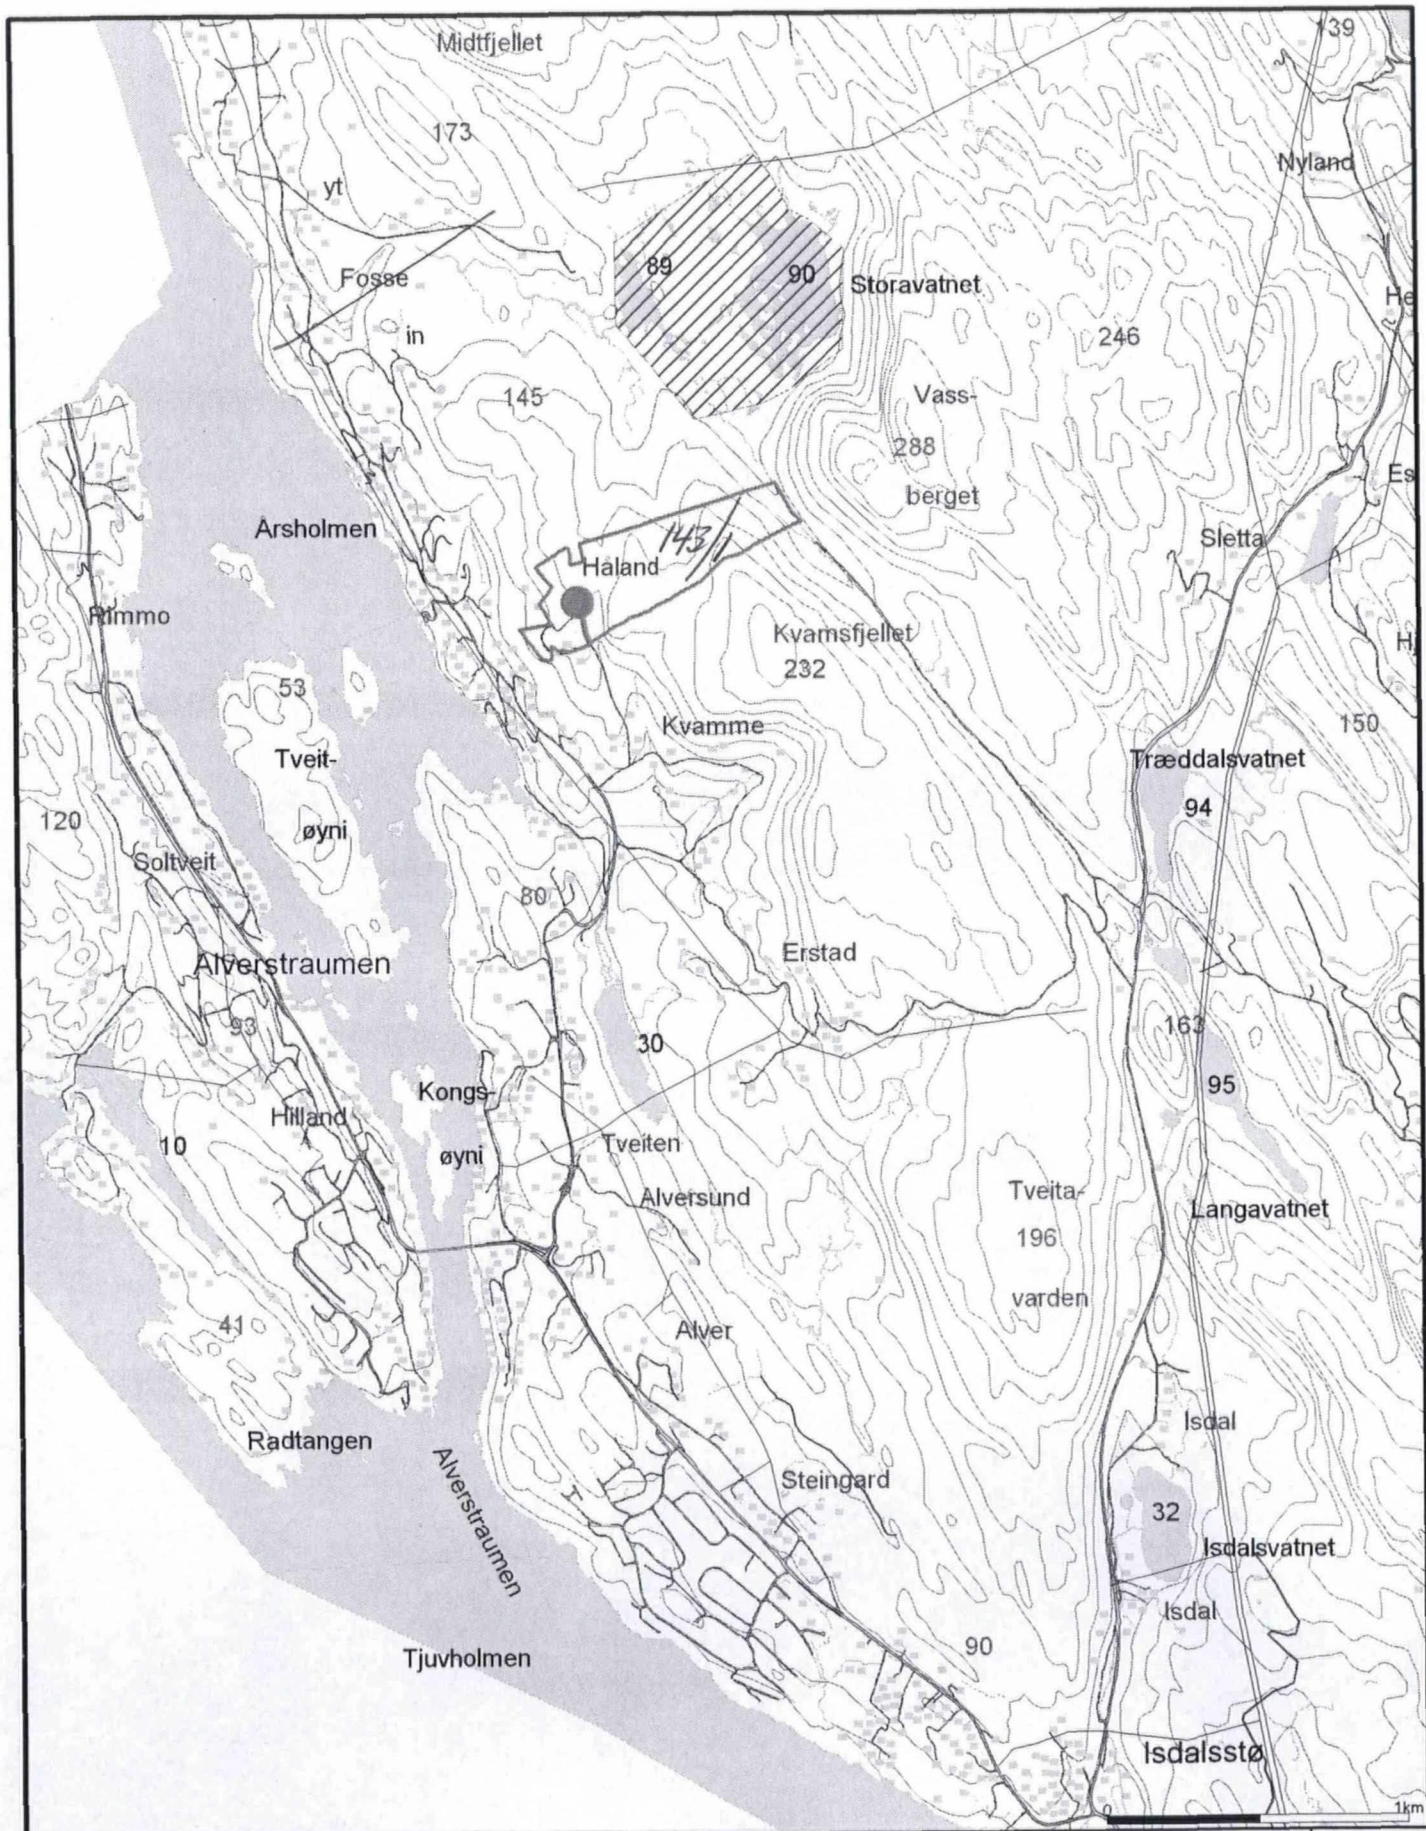 Midtfjellet
139
173
Nyland
yt
Fosse
89
90
Storavatnet
He
in
246
145
Vass-
288
berget
Es
Årsholmen
143/1
Sletta
Håland
Rimmo
Kvamsfjellet
232
H
53
Kvamme
150
Tveit-
Træddalsvatnet
94
120
øyni
Soltveit
80
Erstad
Alverstraumen
93
163
30
95
Kongs-
Hilland
10
øyni
Tveiten
Alversund
Tveita-
196
Langavatnet
varden
41
Alver
Isdal
Radtangen
Alverstraumen
Steingard
32
Isdalsvatnet
Isdal
90
Tjuvholmen
Isdalsstø
0
1km